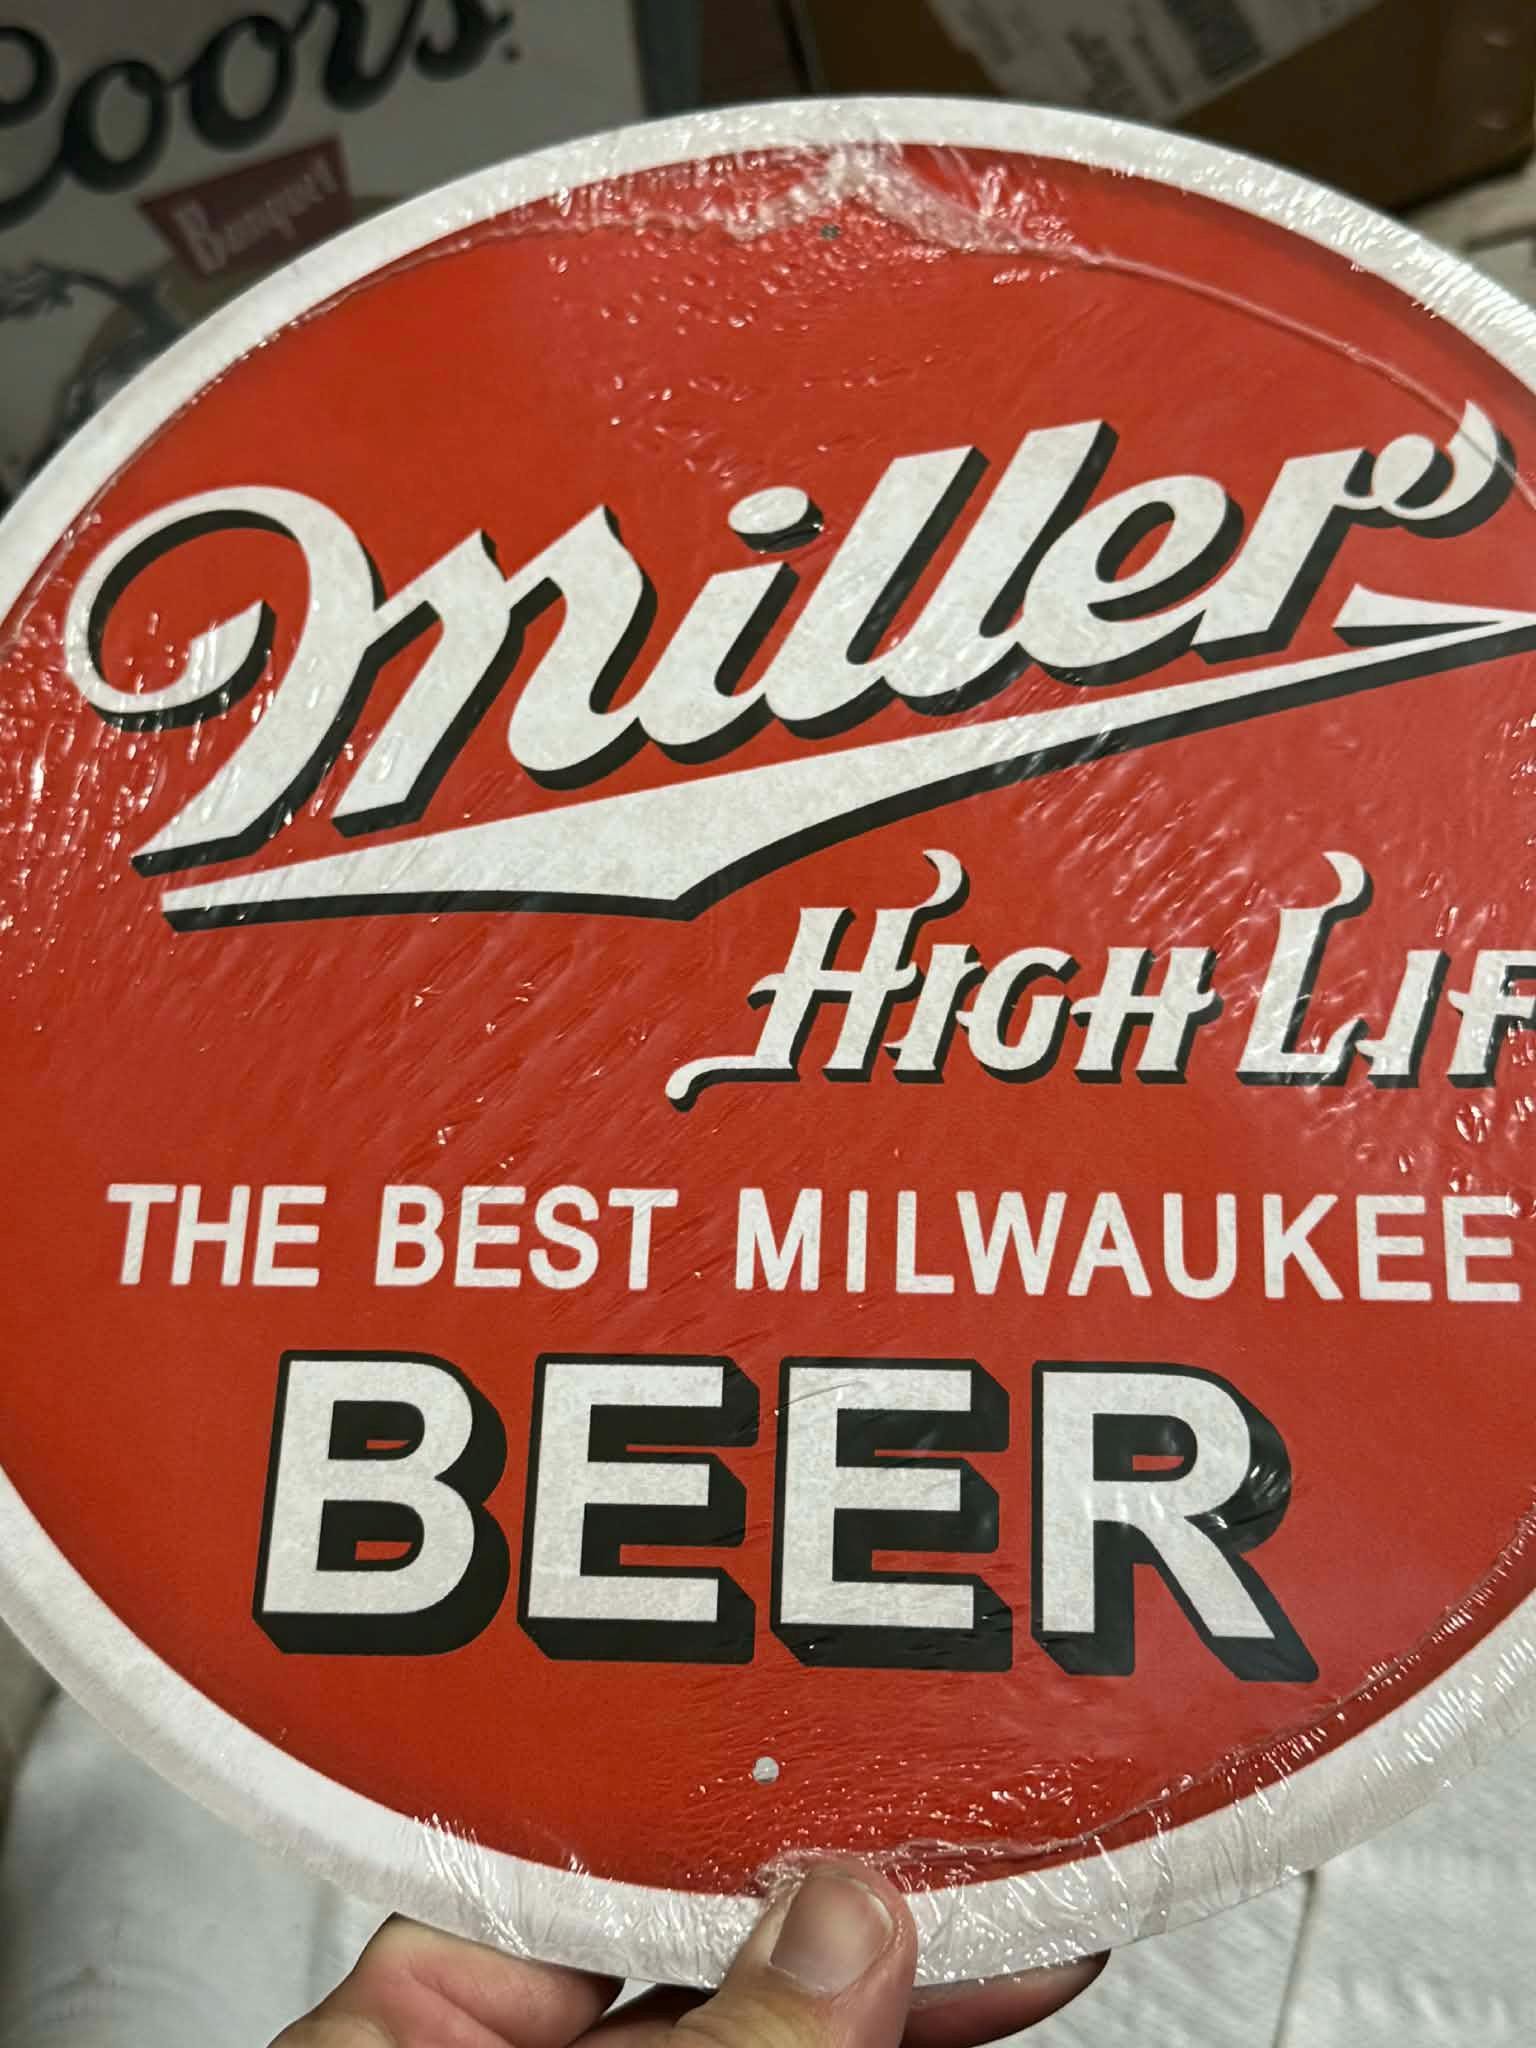 Coors
Banquet
Miller
HIGH LIF
THE BEST MILWAUKEE
BEER